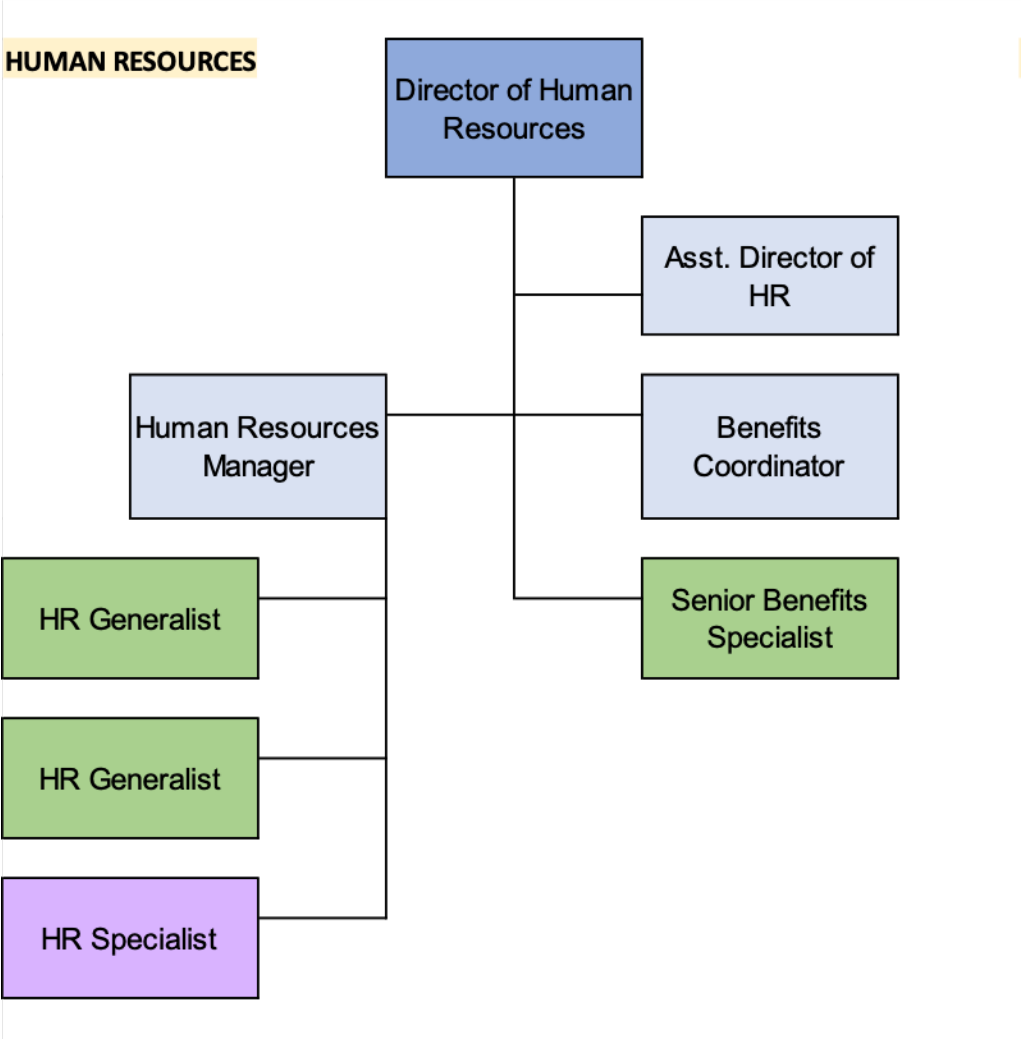 HUMAN RESOURCES
Director of Human
Resources
Asst. Director of
HR
Human Resources
Manager
Benefits
Coordinator
HR Generalist
Senior Benefits
Specialist
HR Generalist
HR Specialist